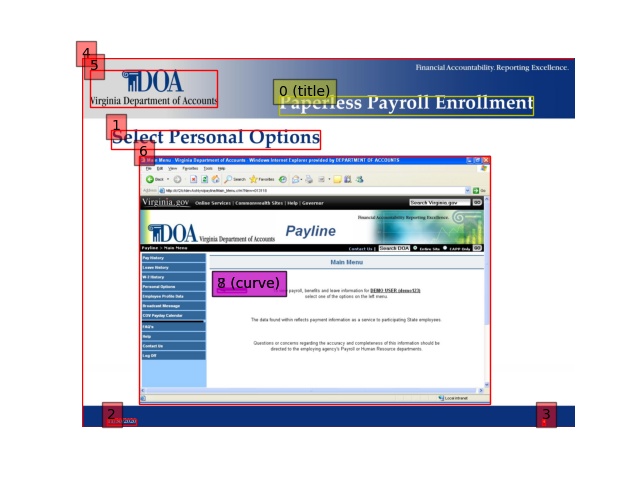 4
5
Financial Accountability. Reporting Excellence.
DOA
Virginia Department of Accounts
0 (title)
Paperless Payroll Enrollment
1
Select Personal Options
6
Main Menu - Virginia Department of Accounts - Windows Internet Explorer provided by DEPARTMENT OF ACCOUNTS
File Edit View Favorites Tools Help
Back Search Favorites
Address
Go
Virginia.gov Online Services | Commonwealth Sites | Help | Governor Search Virginia.gov GO
Financial Accountability. Reporting Excellence.
DOA Virginia Department of Accounts Payline
Payline > Main Menu Contact Us | Search DOA Entire Site GO
Pay History
Main Menu
Leave History
W-2 History
Personal Options
8 (curve)
payroll, benefits and leave information for DEMO USER
Employee Profile Data
select one of the options on the left menu.
Broadcast Message
COV Payday Calendar
The data found within reflects payment information as a service to participating State employees.
FAQ's
Help
Questions or concerns regarding the accuracy and completeness of this information should be
Contact Us
directed to the employing agency's Payroll or Human Resource departments.
Log Off
Local intranet
2
3